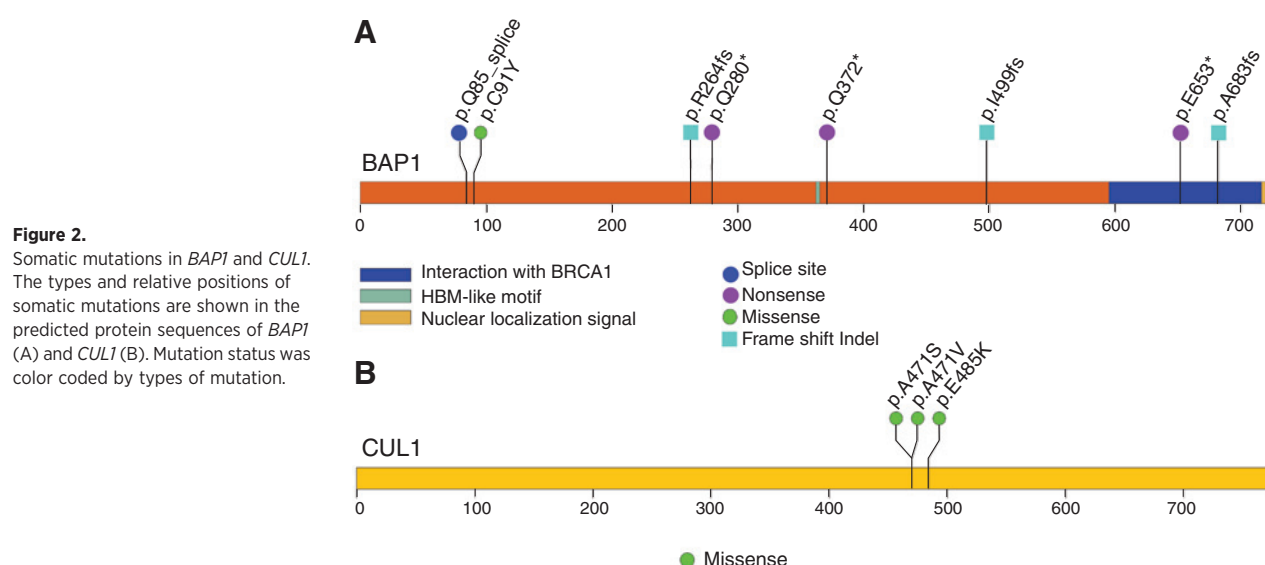 Figure 2.
Somatic mutations in BAP1 and CUL1.
The types and relative positions of
somatic mutations are shown in the
predicted protein sequences of BAP1
(A) and CUL1 (B). Mutation status was
color coded by types of mutation.
A
p.Q85_splice
p.C91Y
p.R264fs
p.Q280*
p.Q372*
p.I499fs
p.E653*
p.A683fs
BAP1
0 100 200 300 400 500 600 700
Interaction with BRCA1
HBM-like motif
Nuclear localization signal
Splice site
Nonsense
Missense
Frame shift Indel
B
p.A471S
p.A471V
p.E485K
CUL1
0 100 200 300 400 500 600 700
Missense